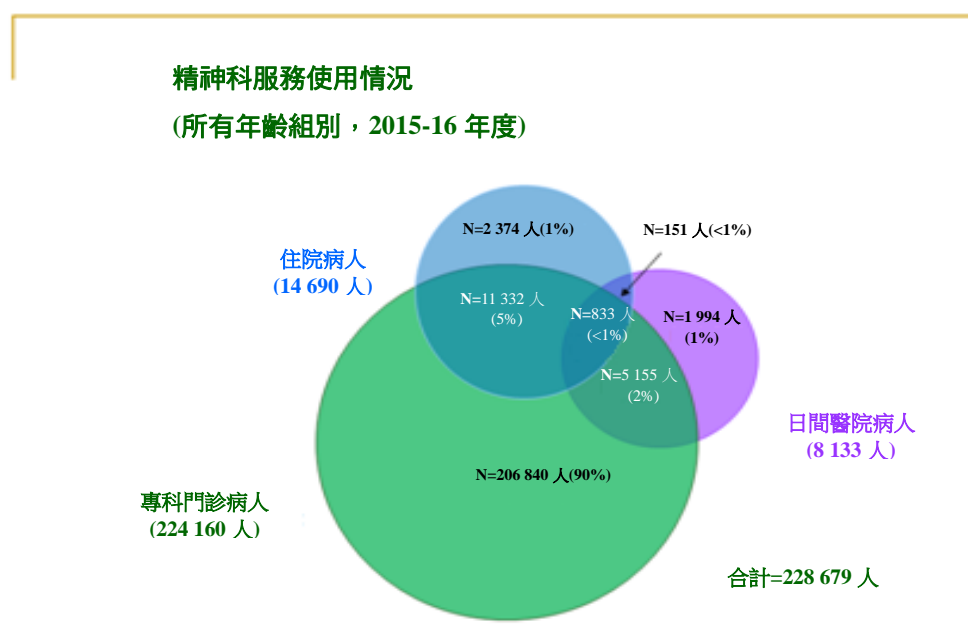 精神科服務使用情況
(所有年齡組別，2015-16 年度)
N=2 374 人(1%)
N=151 人(<1%)
住院病人
(14 690 人)
N=11 332 人
(5%)
N=833 人
(<1%)
N=1 994 人
(1%)
N=5 155 人
(2%)
日間醫院病人
(8 133 人)
N=206 840 人(90%)
專科門診病人
(224 160 人)
合計=228 679 人